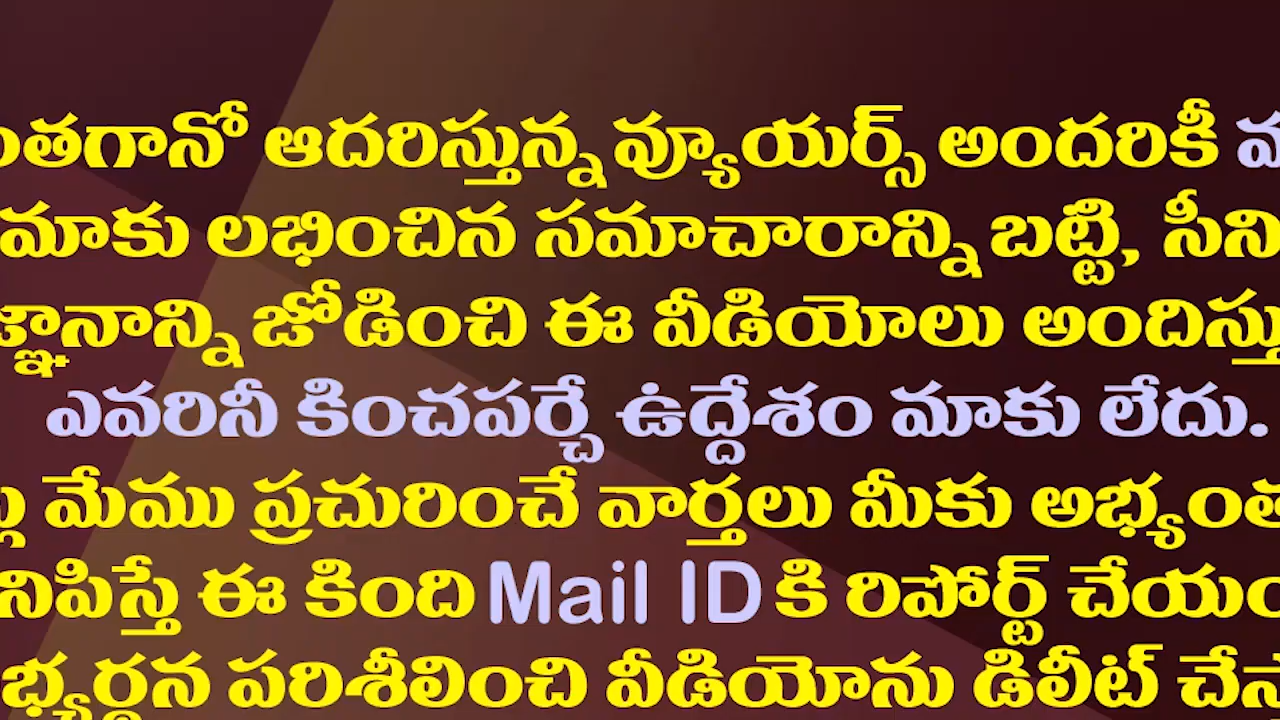 ంతగానో ఆదరిస్తున్న వ్యూయర్స్ అందరికీ
మాకు లభించిన సమాచారాన్ని బట్టి, సీని
జ్ఞానాన్ని జోడించి ఈ వీడియోలు అందిస్తు
ఎవరినీ కించపర్చే ఉద్దేశం మాకు లేదు.
మేము ప్రచురించే వార్తలు మీకు అభ్యంత
నిపిస్తే ఈ కింది Mail ID కి రిపోర్ట్ చేయం
భ్యర్థన పరిశీలించి వీడియోను డిలీట్ చేస